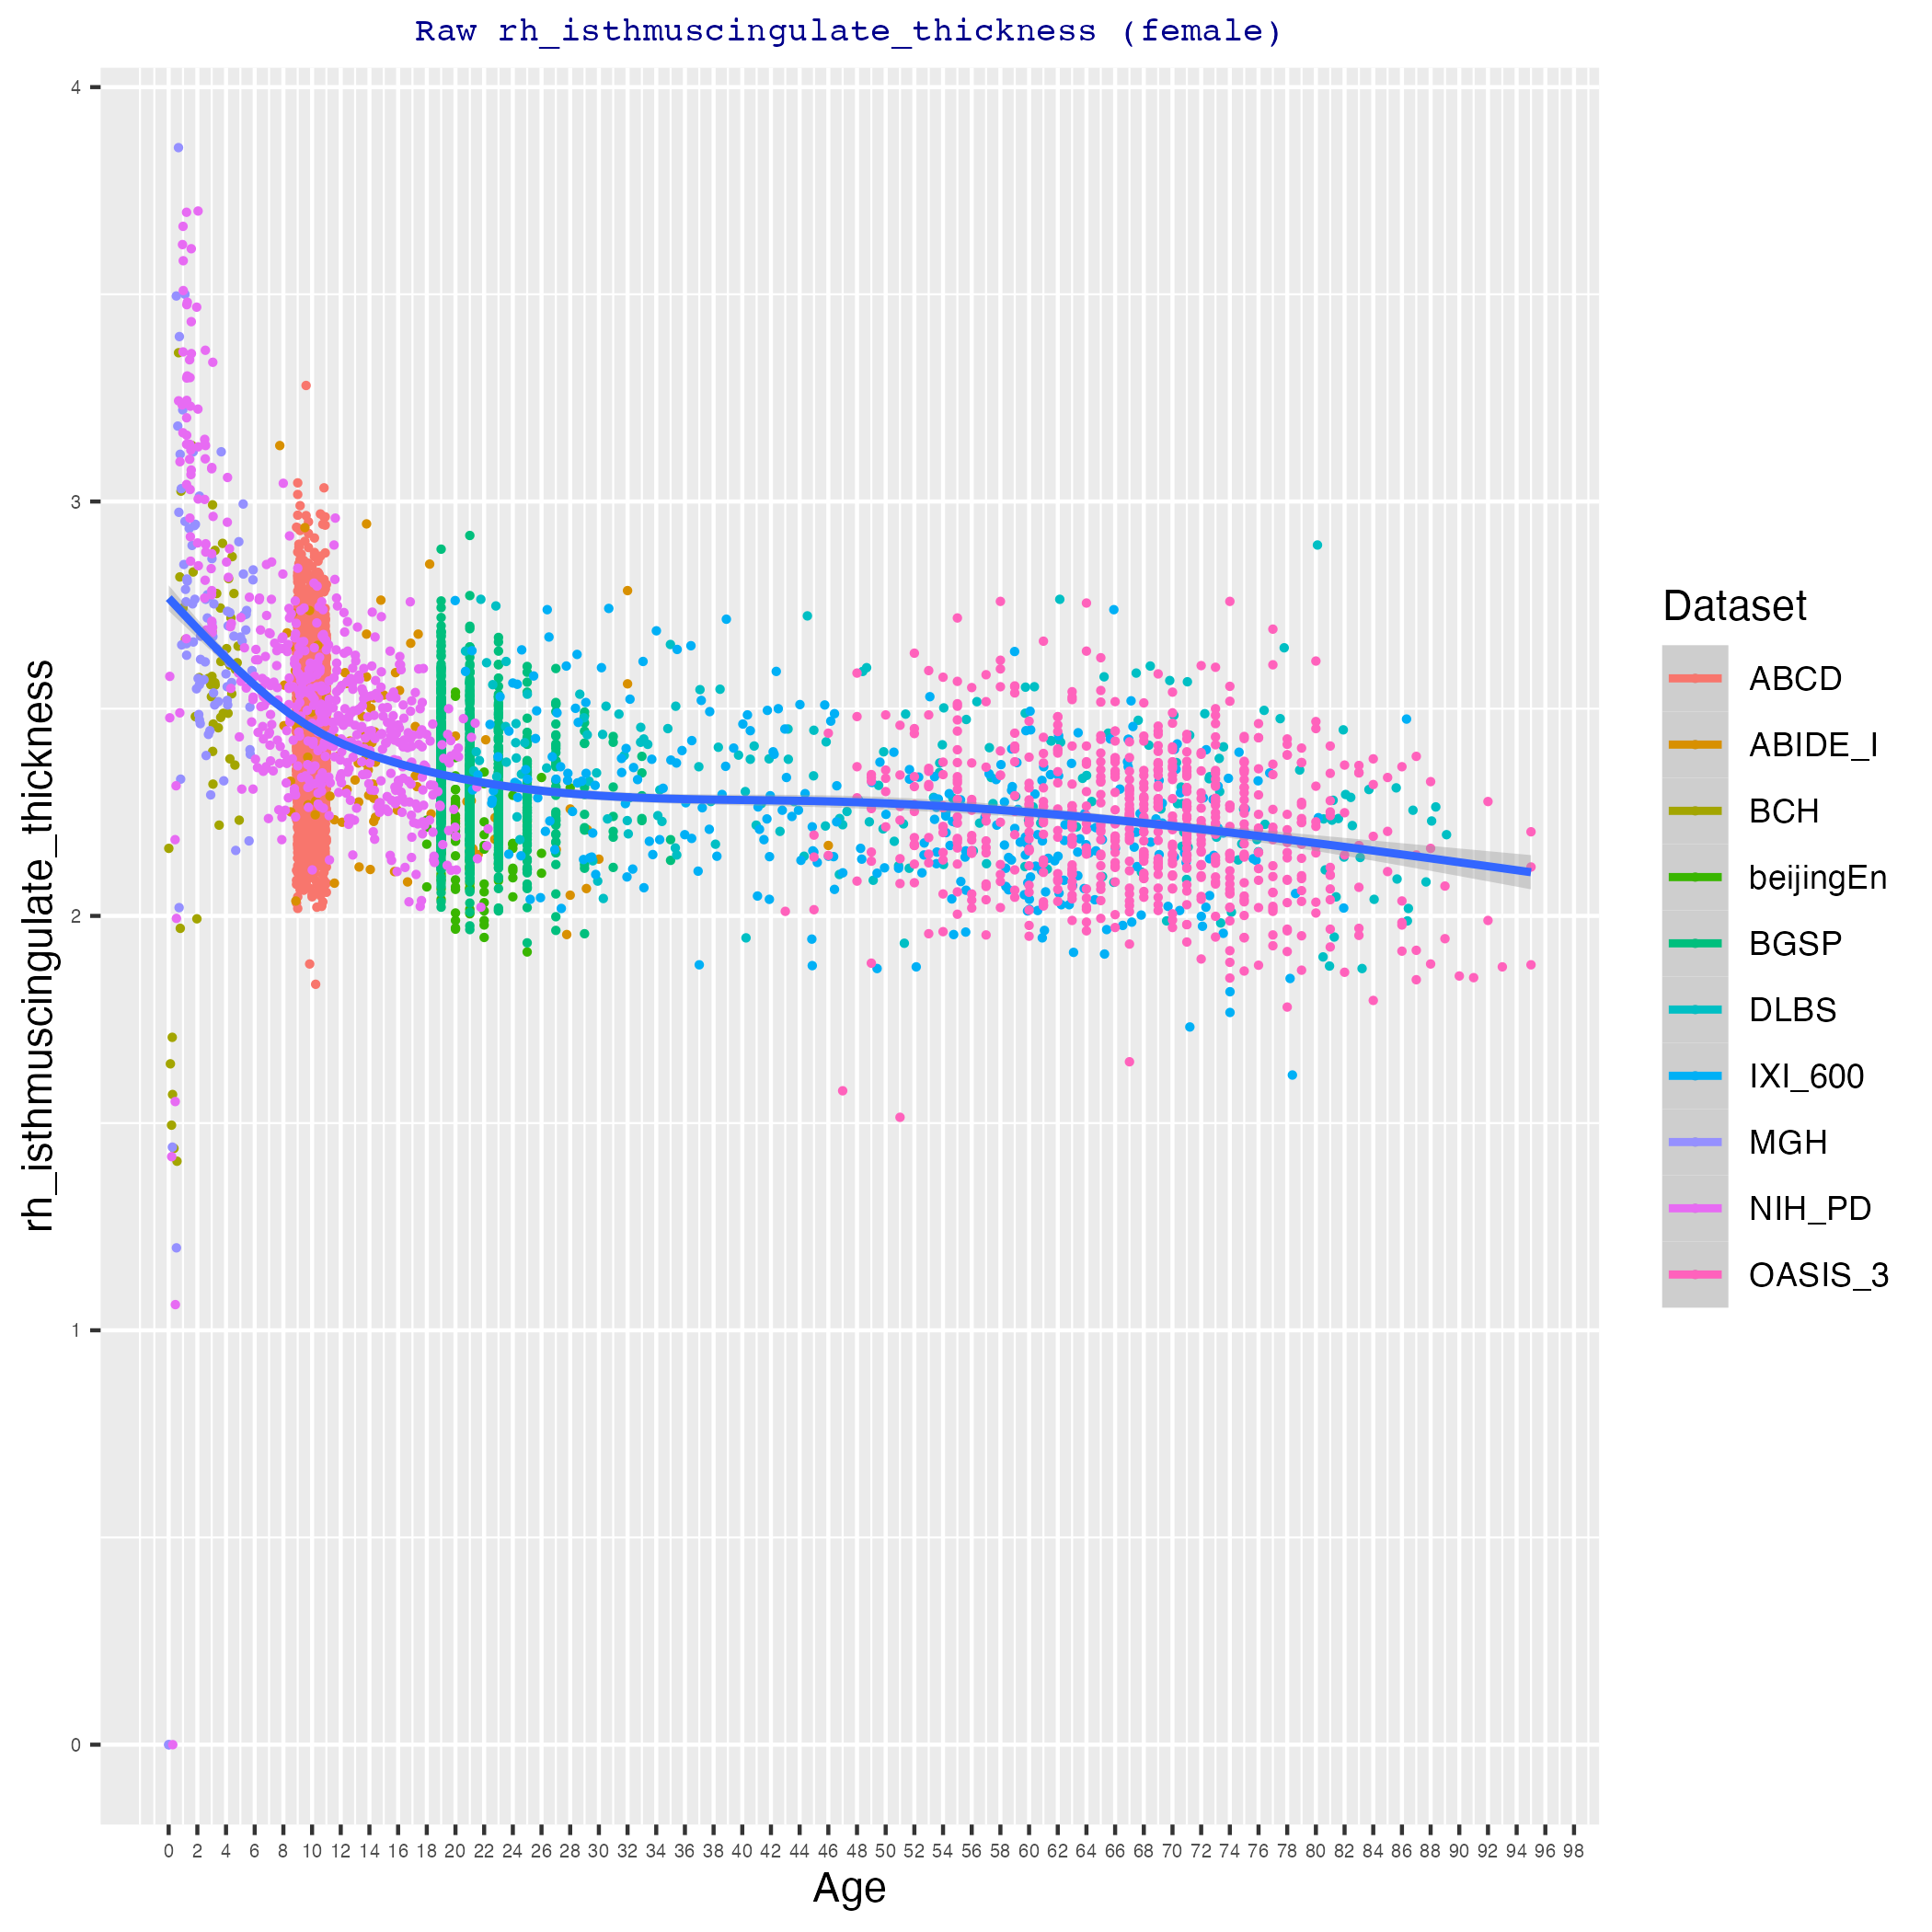 Raw rh_isthmuscingulate_thickness (female)
4
3
2
1
0
rh_isthmuscingulate_thickness
0 2 4 6 8 10 12 14 16 18 20 22 24 26 28 30 32 34 36 38 40 42 44 46 48 50 52 54 56 58 60 62 64 66 68 70 72 74 76 78 80 82 84 86 88 90 92 94 96 98
Age
Dataset
ABCD
ABIDE_I
BCH
beijingEn
BGSP
DLBS
IXI_600
MGH
NIH_PD
OASIS_3